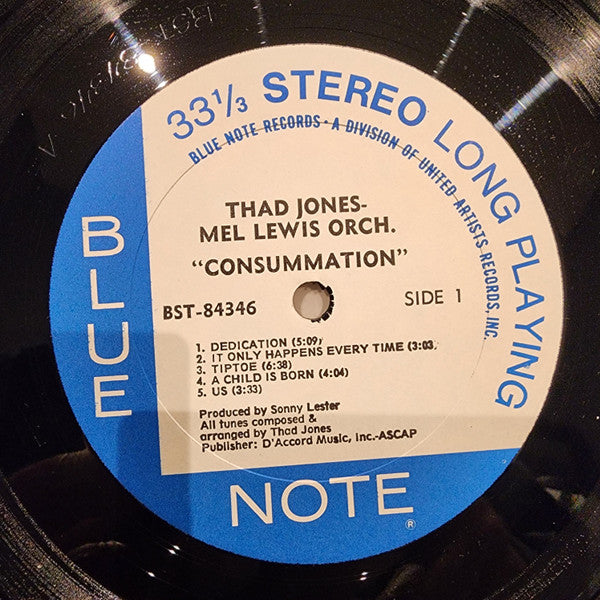 33⅓ STEREO LONG PLAYING
BLUE NOTE RECORDS • A DIVISION OF UNITED ARTISTS RECORDS, INC.
THAD JONES-
MEL LEWIS ORCH.
"CONSUMMATION"
BST-84346
SIDE 1
1. DEDICATION (5:09)
2. IT ONLY HAPPENS EVERY TIME (3:03)
3. TIPTOE (6:38)
4. A CHILD IS BORN (4:04)
5. US (3:33)
Produced by Sonny Lester
All tunes composed &
arranged by Thad Jones
Publisher: D'Accord Music, Inc.-ASCAP
BLUE
NOTE®